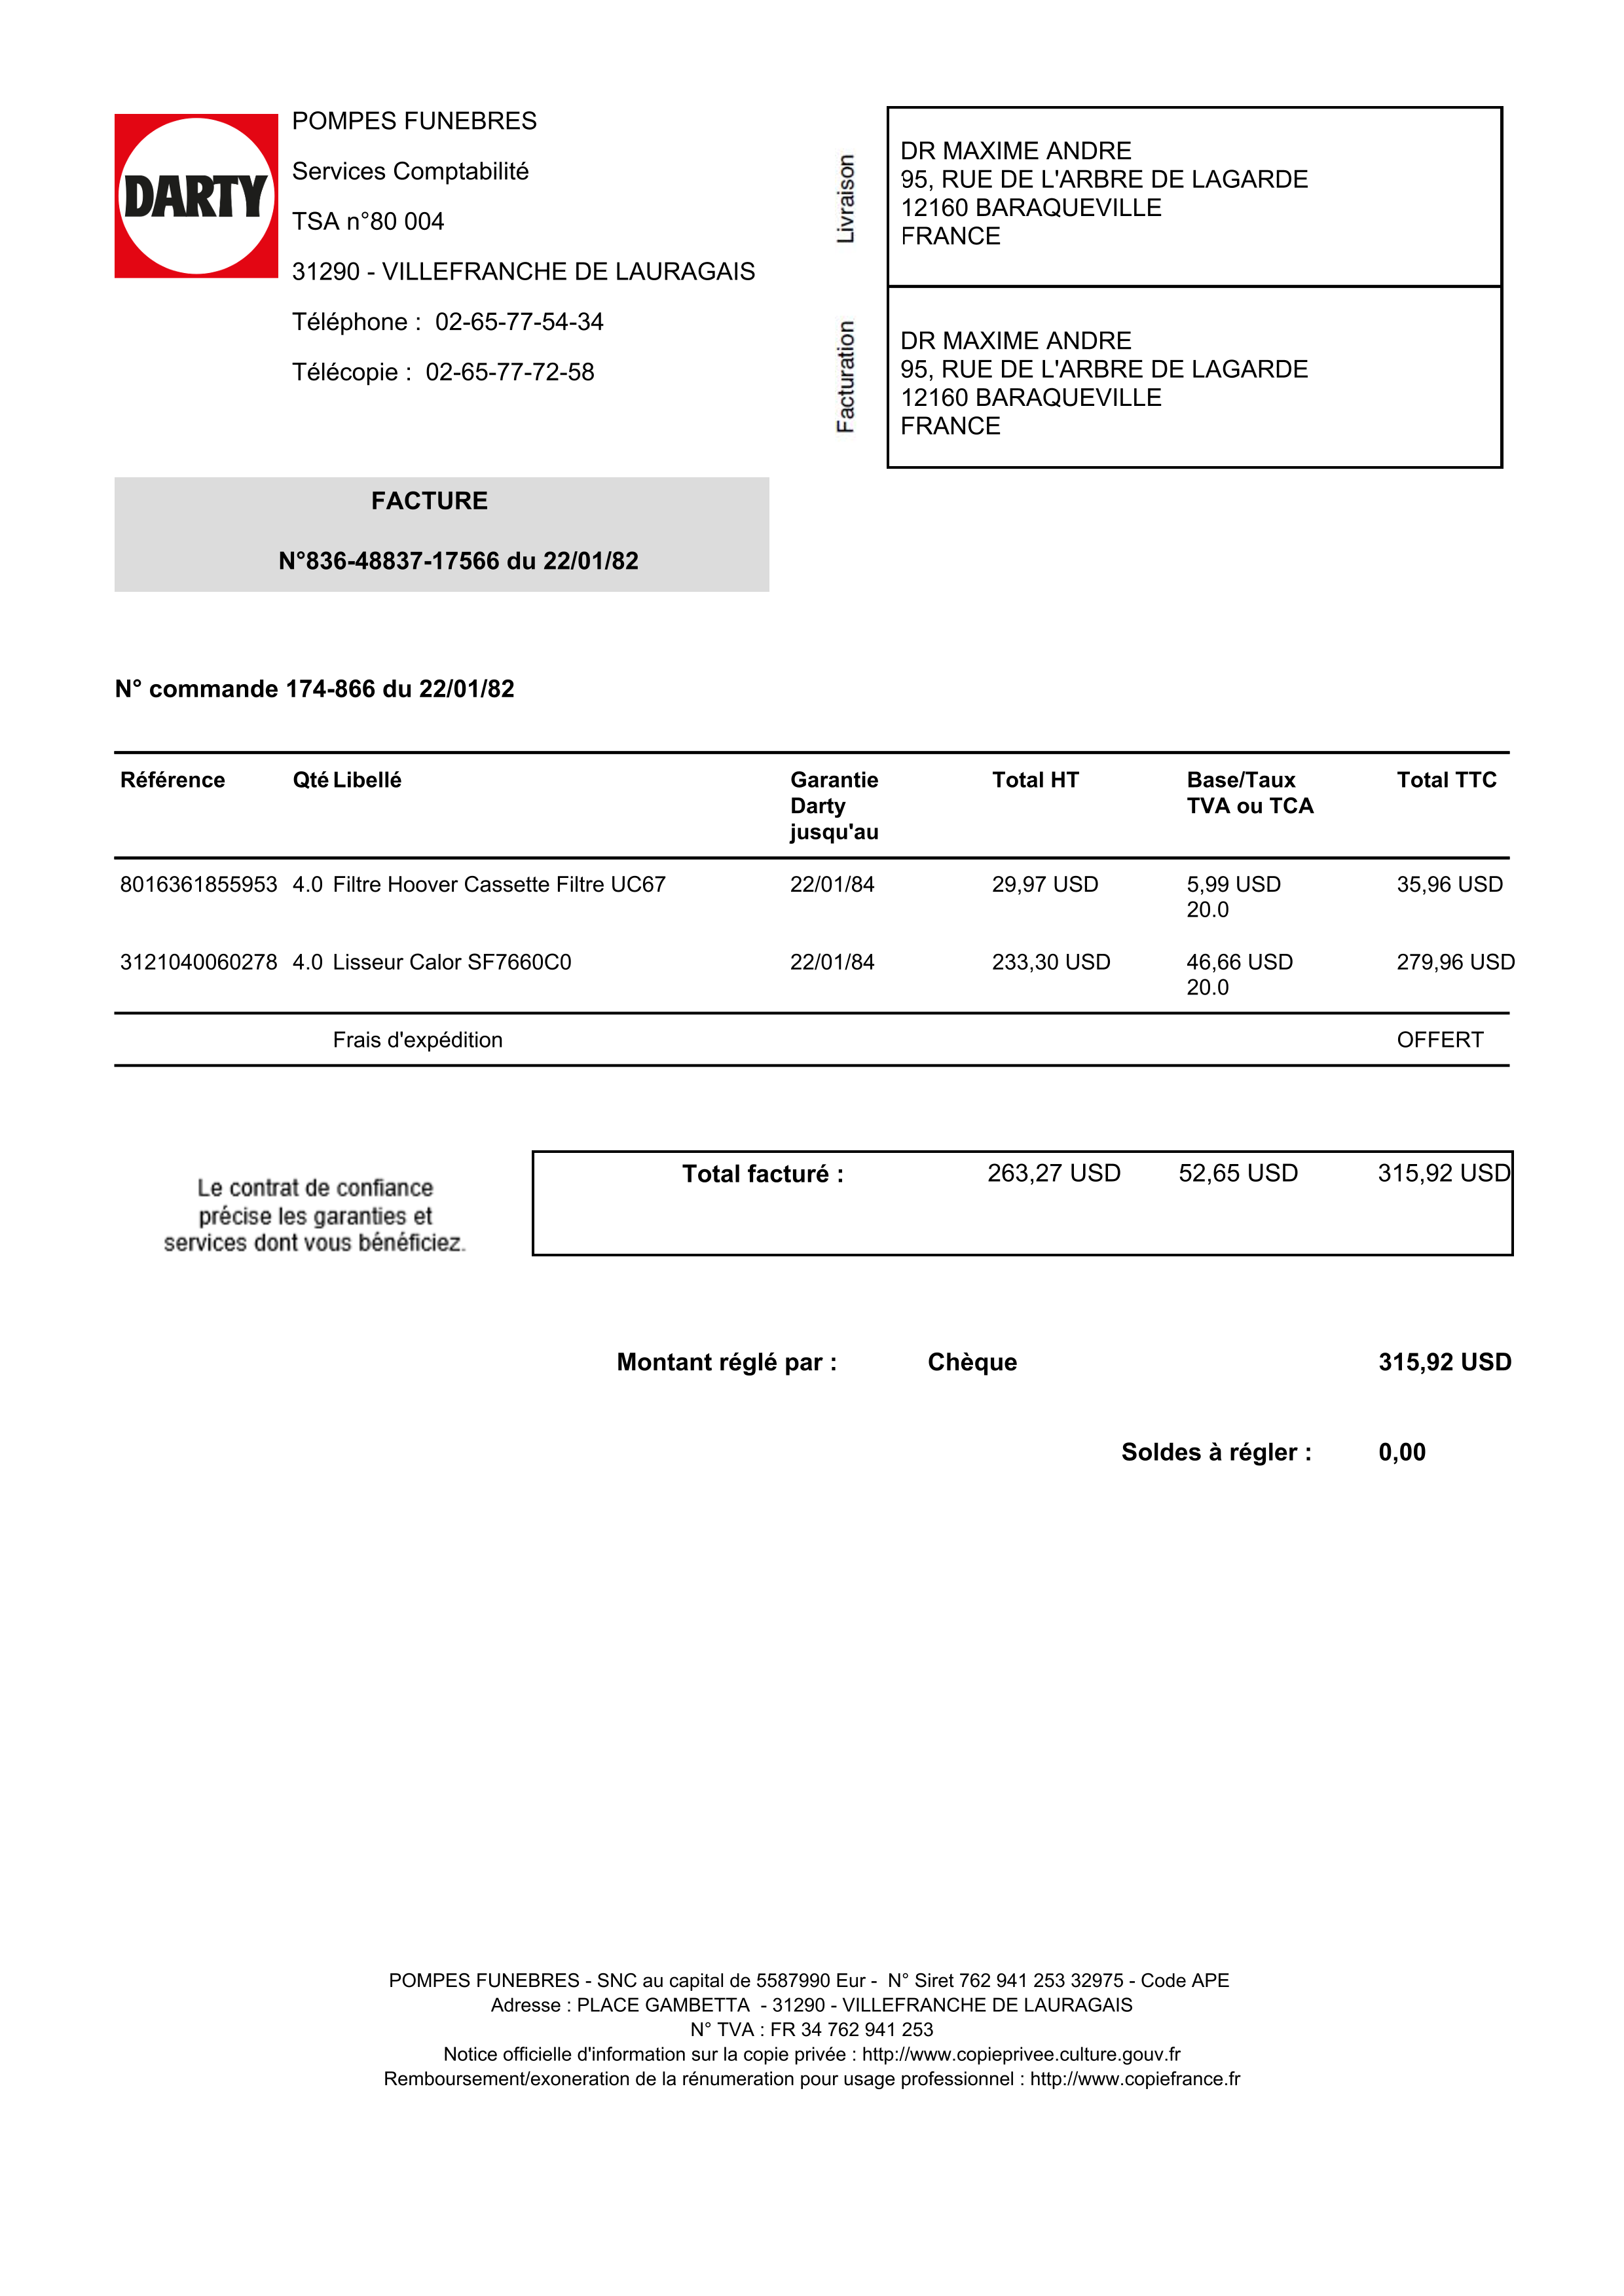 DARTY
POMPES FUNEBRES
Services Comptabilité
TSA n°80 004
31290 - VILLEFRANCHE DE LAURAGAIS
Téléphone : 02-65-77-54-34
Télécopie : 02-65-77-72-58
Livraison
DR MAXIME ANDRE
95, RUE DE L'ARBRE DE LAGARDE
12160 BARAQUEVILLE
FRANCE
Facturation
DR MAXIME ANDRE
95, RUE DE L'ARBRE DE LAGARDE
12160 BARAQUEVILLE
FRANCE
FACTURE
N°836-48837-17566 du 22/01/82
N° commande 174-866 du 22/01/82
Référence Qté Libellé Garantie Total HT Base/Taux Total TTC
Darty TVA ou TCA
jusqu'au
8016361855953 4.0 Filtre Hoover Cassette Filtre UC67 22/01/84 29,97 USD 5,99 USD 35,96 USD
20.0
3121040060278 4.0 Lisseur Calor SF7660C0 22/01/84 233,30 USD 46,66 USD 279,96 USD
20.0
Frais d'expédition OFFERT
Le contrat de confiance
précise les garanties et
services dont vous bénéficiez.
Total facturé : 263,27 USD 52,65 USD 315,92 USD
Montant réglé par : Chèque 315,92 USD
Soldes à régler : 0,00
POMPES FUNEBRES - SNC au capital de 5587990 Eur - N° Siret 762 941 253 32975 - Code APE
Adresse : PLACE GAMBETTA - 31290 - VILLEFRANCHE DE LAURAGAIS
N° TVA : FR 34 762 941 253
Notice officielle d'information sur la copie privée : http://www.copieprivee.culture.gouv.fr
Remboursement/exoneration de la rénumeration pour usage professionnel : http://www.copiefrance.fr